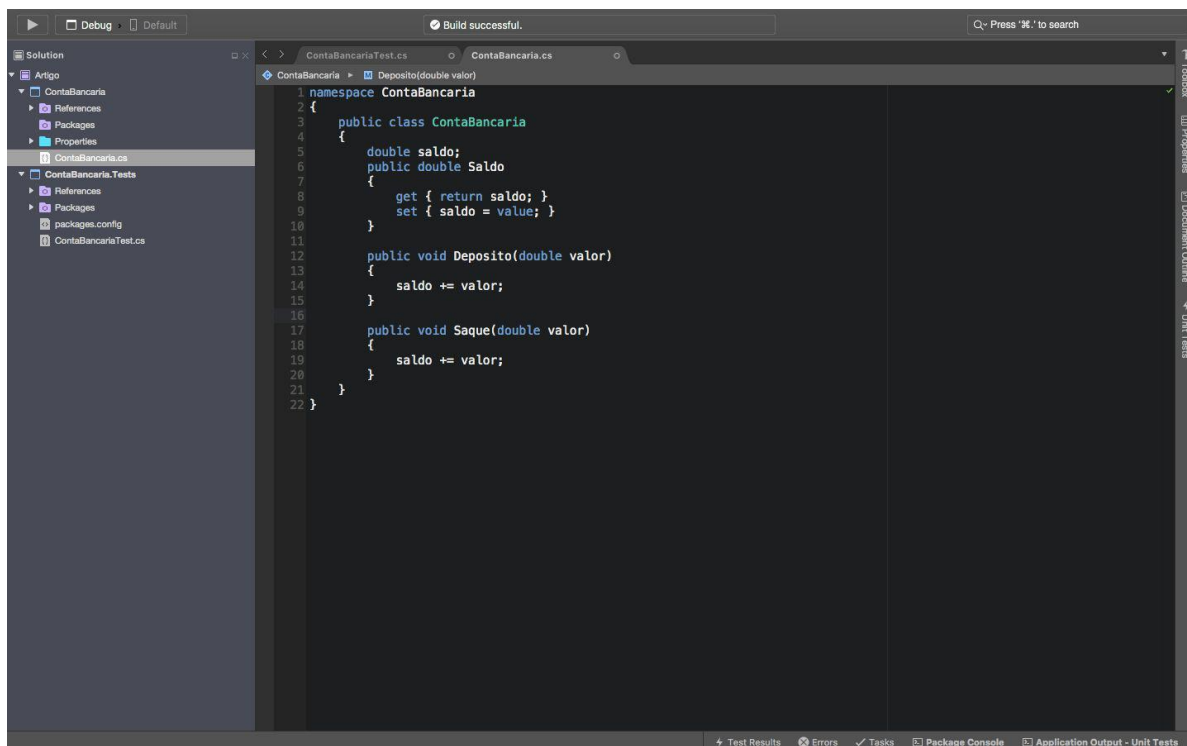 Debug
Default
Build successful.
Press '⌘.' to search
Solution
Artigo
ContaBancaria
References
Packages
Properties
ContaBancaria.cs
ContaBancaria.Tests
References
Packages
packages.config
ContaBancariaTest.cs
ContaBancariaTest.cs
ContaBancaria.cs
ContaBancaria
M Deposito(double valor)
1 namespace ContaBancaria
2 {
3     public class ContaBancaria
4     {
5         double saldo;
6         public double Saldo
7         {
8             get { return saldo; }
9             set { saldo = value; }
10         }
11
12         public void Deposito(double valor)
13         {
14             saldo += valor;
15         }
16
17         public void Saque(double valor)
18         {
19             saldo += valor;
20         }
21     }
22 }
Toolbox
Properties
Document Outline
Unit Tests
Test Results
Errors
Tasks
Package Console
Application Output - Unit Tests